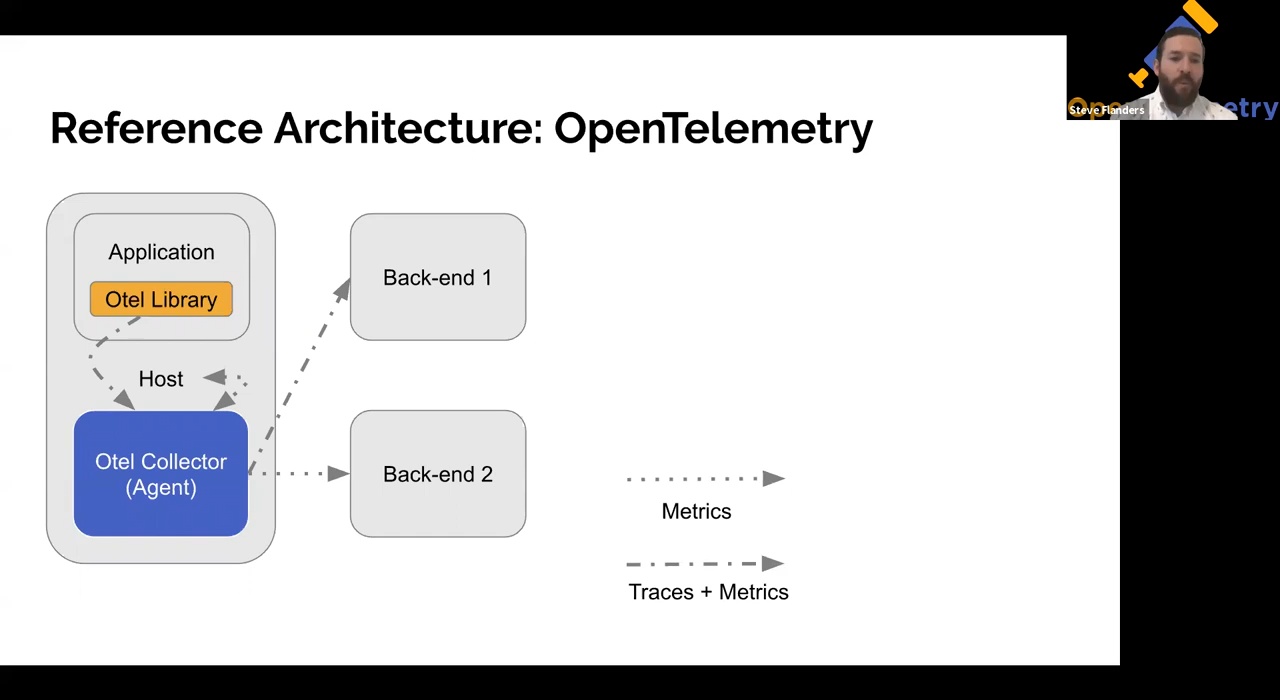 Steve Flanders
etry
Reference Architecture: OpenTelemetry
Application
Otel Library
Host
Otel Collector
(Agent)
Back-end 1
Back-end 2
Metrics
Traces + Metrics